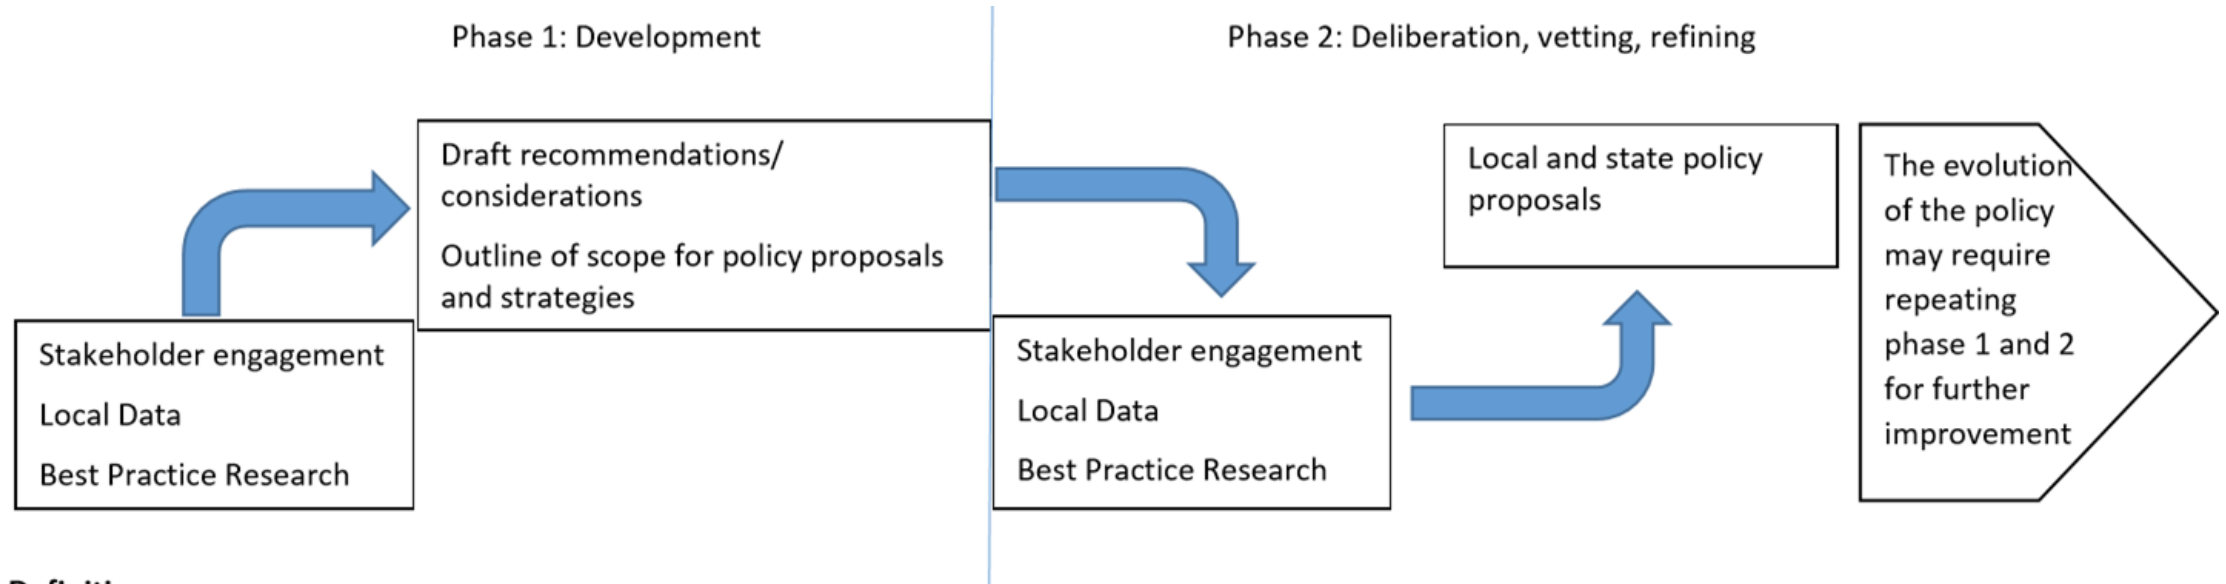 Phase 1: Development
Phase 2: Deliberation, vetting, refining
Draft recommendations/
considerations
Outline of scope for policy proposals
and strategies
Stakeholder engagement
Local Data
Best Practice Research
Stakeholder engagement
Local Data
Best Practice Research
Local and state policy
proposals
The evolution
of the policy
may require
repeating
phase 1 and 2
for further
improvement